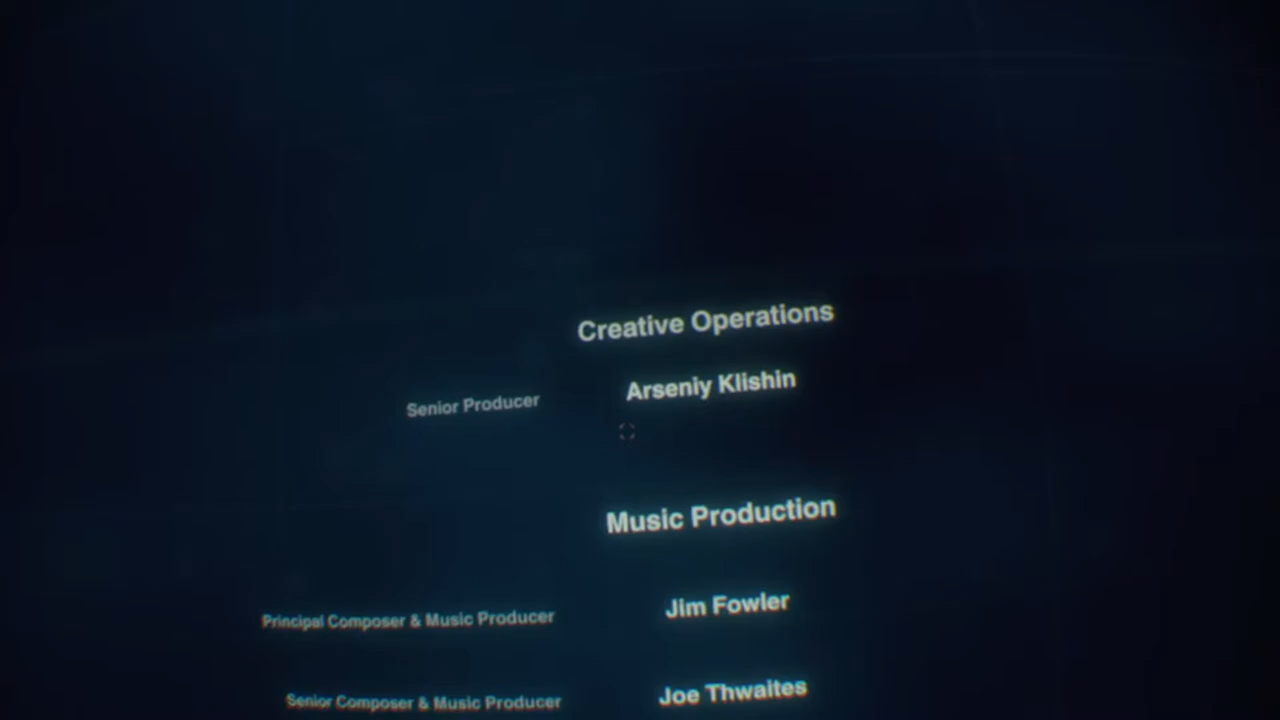 Creative Operations
Senior Producer Arseniy Klishin
Music Production
Principal Composer & Music Producer Jim Fowler
Senior Composer & Music Producer Joe Thwaites